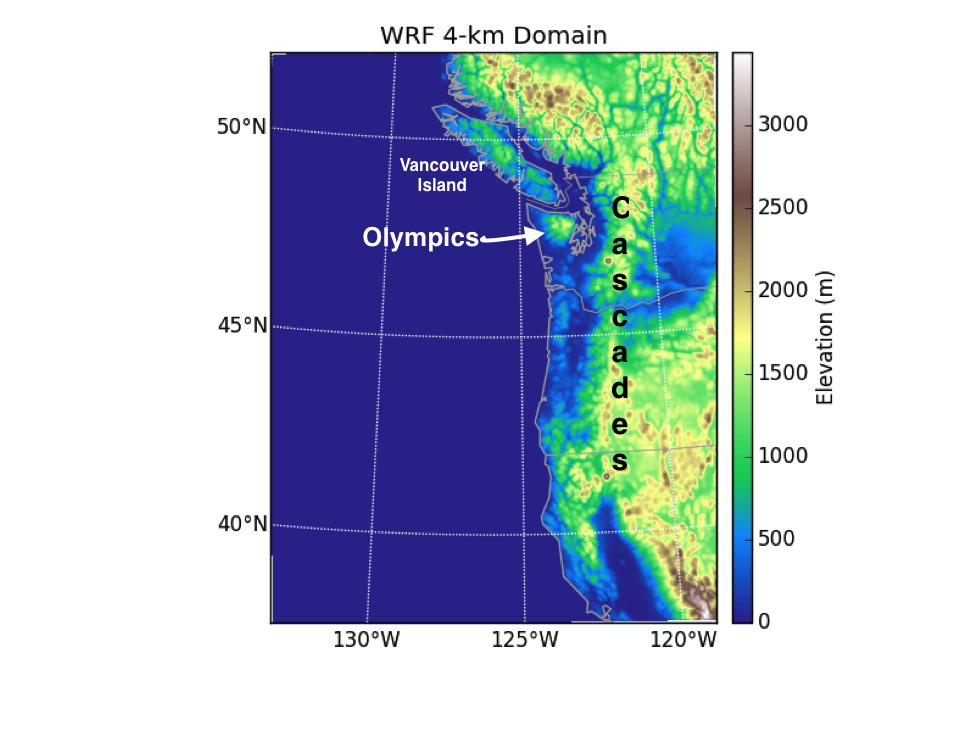 WRF 4-km Domain
50°N
45°N
40°N
130°W
125°W
120°W
Vancouver
Island
Olympics
C
a
s
c
a
d
e
s
3000
2500
2000
1500
1000
500
0
Elevation (m)